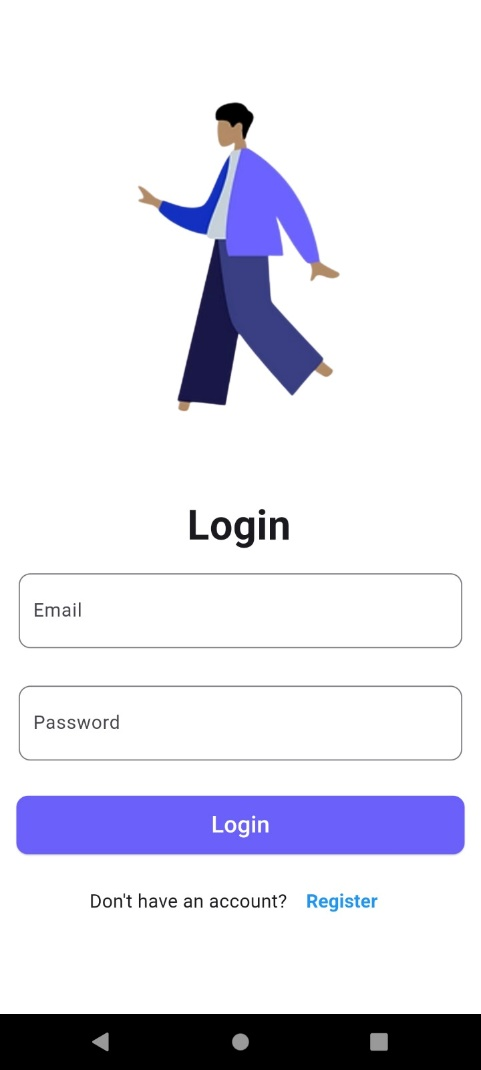 Login
Email
Password
Login
Don't have an account? Register